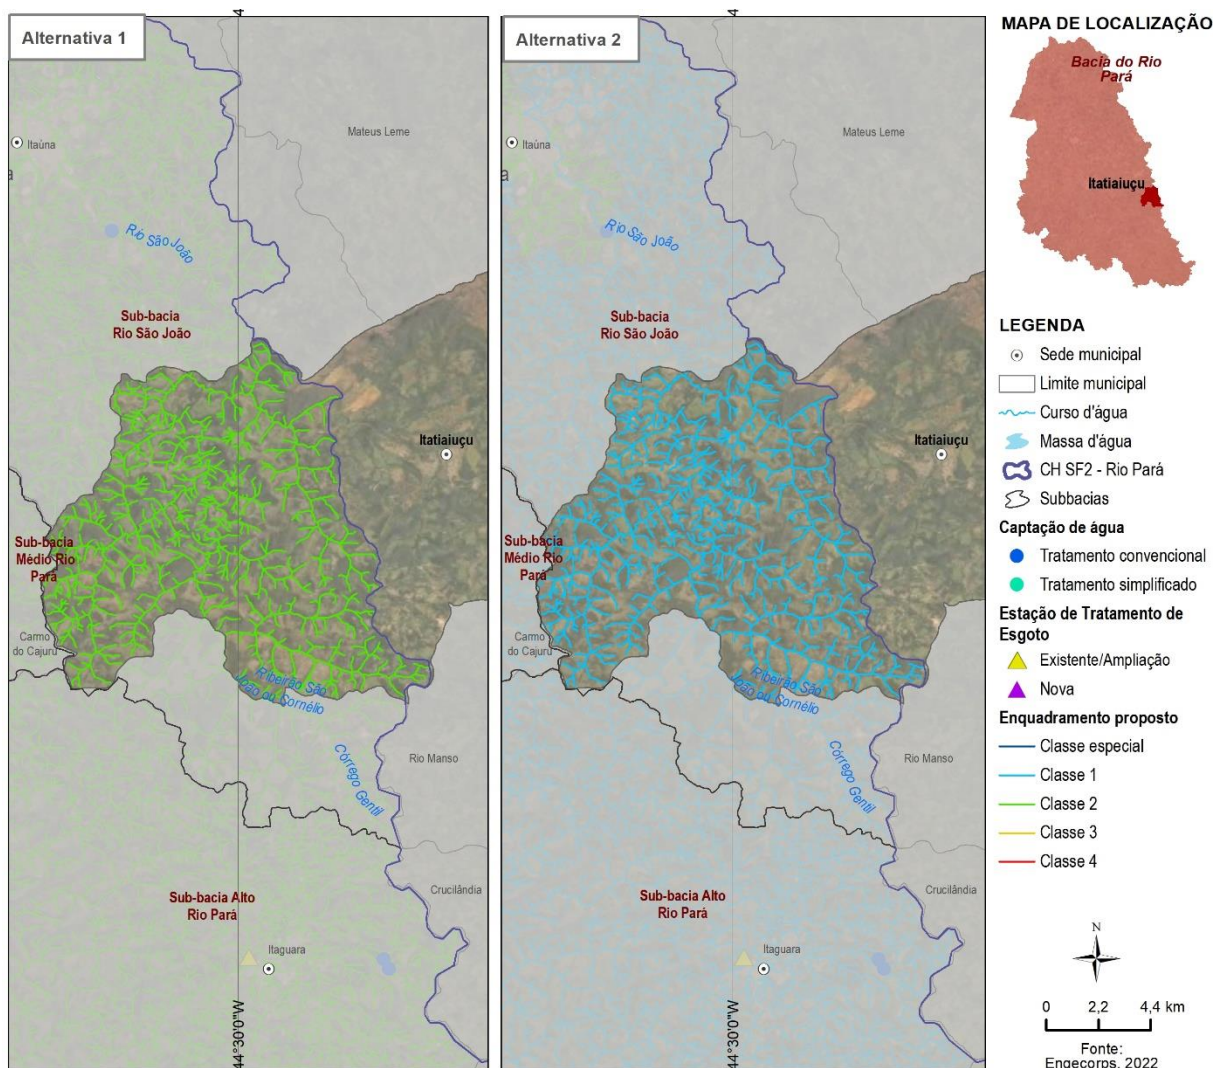 Alternativa 1
4
Mateus Leme
Itaúna
a
Rio São João
Sub-bacia
Rio São João
Itatiaiuçu
Sub-bacia
Médio Rio
Pará
Carmo
do Cajuru
Ribeirão São
João ou Cornélio
Rio Manso
Córrego Gentil
Crucilândia
Sub-bacia Alto
Rio Pará
Itaguara
44°30'0"W
Alternativa 2
4
Mateus Leme
Itaúna
a
Rio São João
Sub-bacia
Rio São João
Itatiaiuçu
Sub-bacia
Médio Rio
Pará
Carmo
do Cajuru
Ribeirão São
João ou Cornélio
Rio Manso
Córrego Gentil
Crucilândia
Sub-bacia Alto
Rio Pará
Itaguara
44°30'0"W
MAPA DE LOCALIZAÇÃO
Bacia do Rio
Pará
Itatiaiuçu
LEGENDA
Sede municipal
Limite municipal
Curso d'água
Massa d'água
CH SF2 - Rio Pará
Subbacias
Captação de água
Tratamento convencional
Tratamento simplificado
Estação de Tratamento de
Esgoto
Existente/Ampliação
Nova
Enquadramento proposto
Classe especial
Classe 1
Classe 2
Classe 3
Classe 4
N
0 2,2 4,4 km
Fonte:
Engecorps, 2022